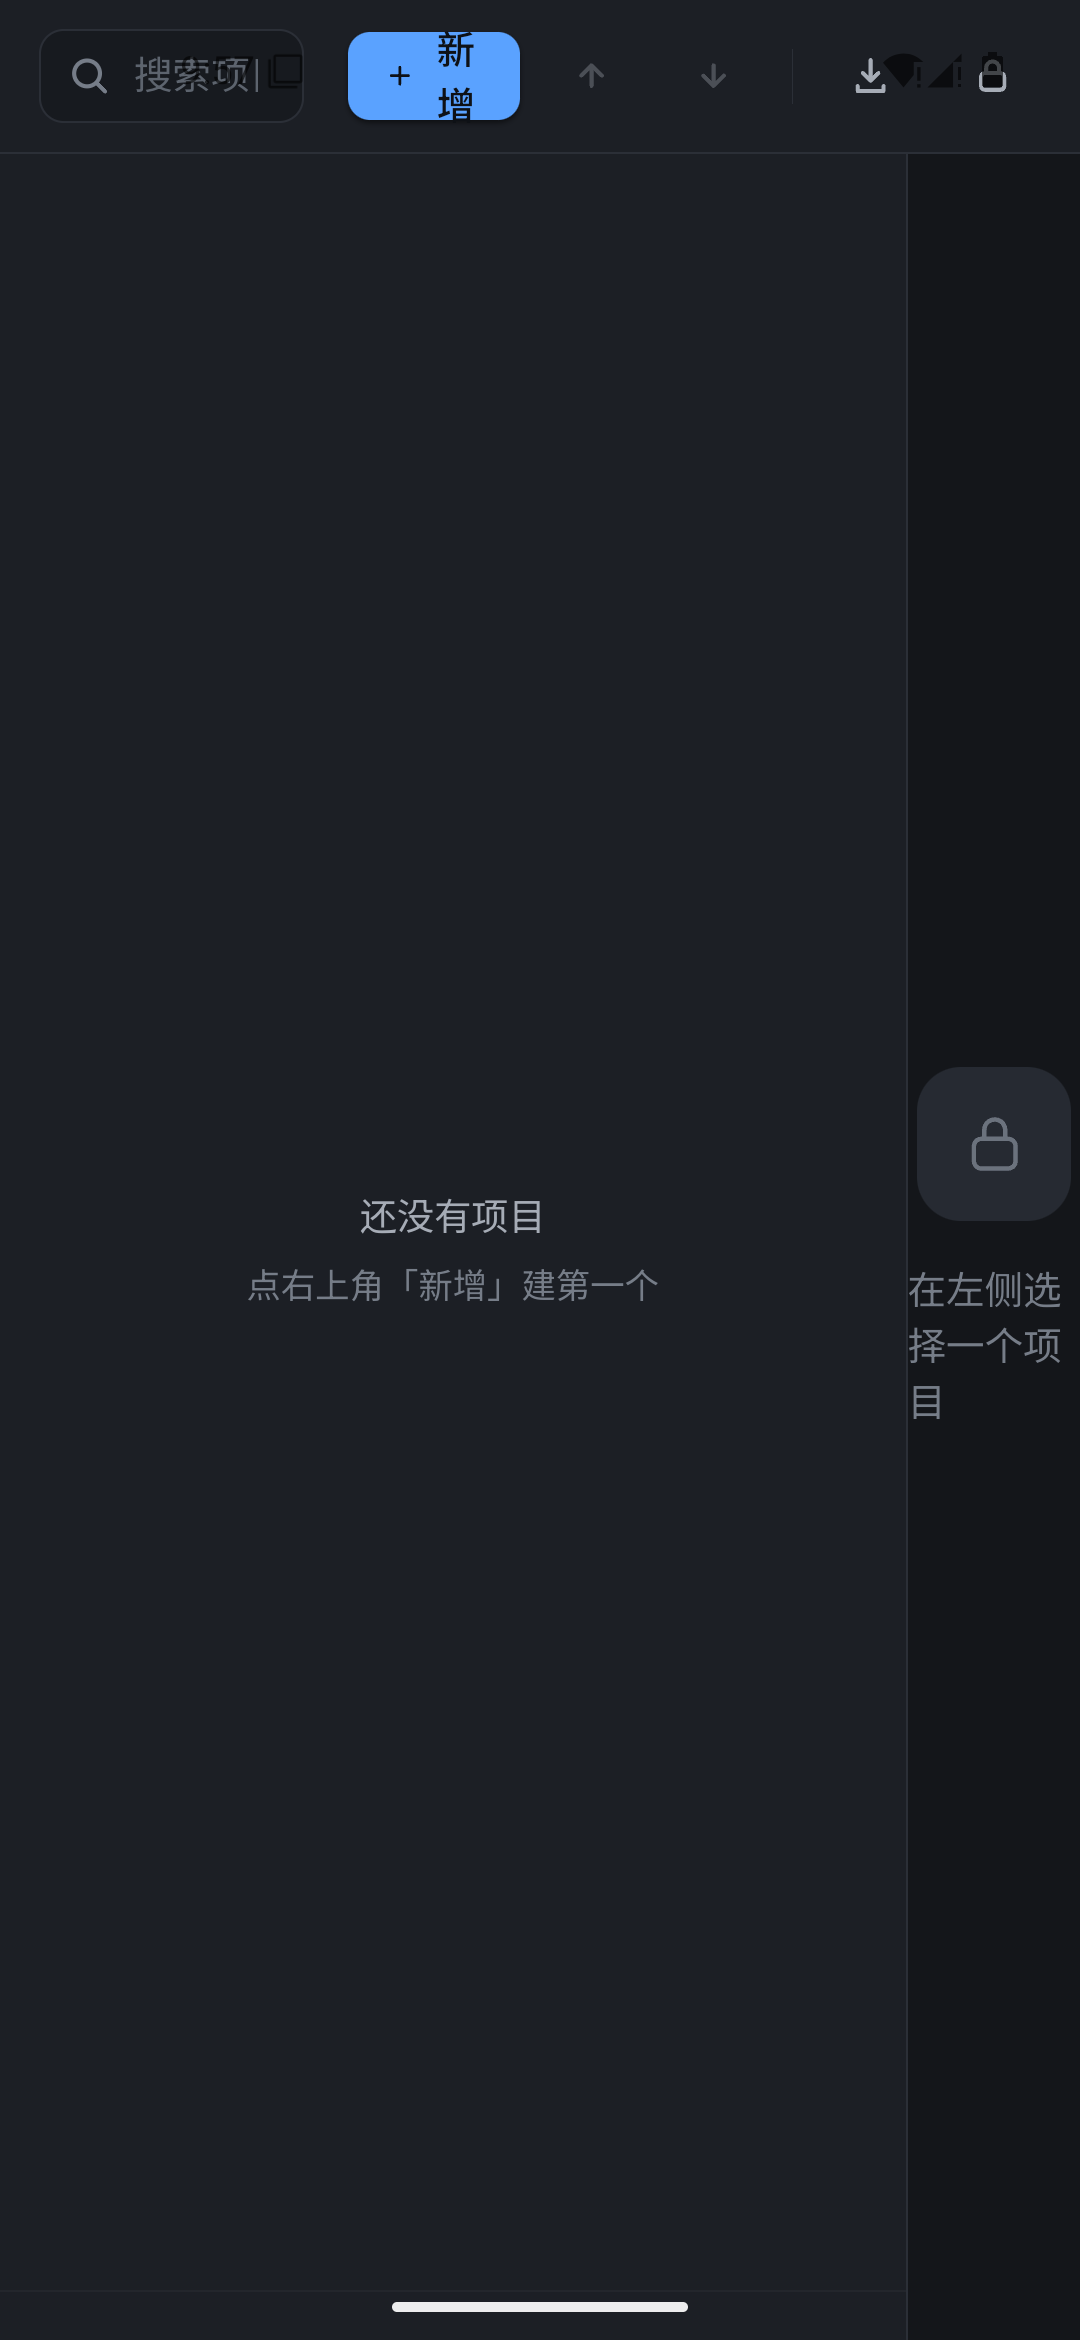 搜索项
新
增
还没有项目
点右上角「新增」建第一个
在左侧选
择一个项
目